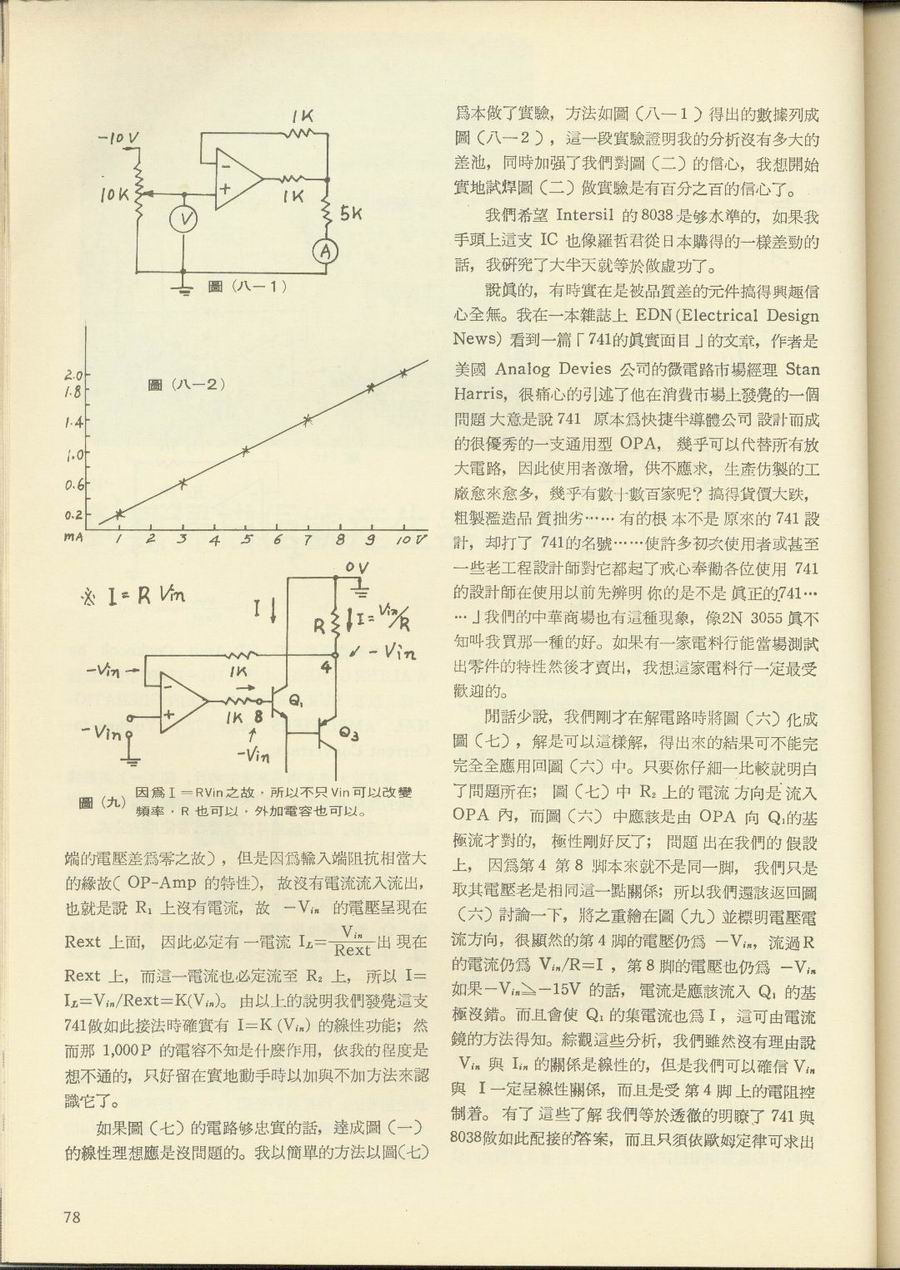 1K
-10V
10K
-
+
1K
5K
V
A
圖（八一1）
圖（八一2）
2.0
1.8
1.4
1.0
0.6
0.2
mA 1 2 3 4 5 6 7 8 9 10 V
※ I = R Vin
0V
I
R
I = Vin/R
-Vin
4
-Vin
1K
-
+
1K
8
Q1
-Vin
-Vin
Q3
圖（九）
因爲 I ＝RVin 之故，所以不只 Vin 可以改變
頻率，R 也可以，外加電容也可以。
端的電壓差爲零之故），但是因爲輸入端阻抗相當大
的緣故( OP-Amp 的特性)， 故沒有電流流入流出，
也就是說 R₁ 上沒有電流，故 －Vin 的電壓呈現在
Rext 上面， 因此必定有一電流 IL=Vin/Rext 出 現在
Rext 上，而這一電流也必定流至 R₂ 上， 所以 I=
IL=Vin/Rext=K(Vin)。 由以上的說明我們發覺這支
741做如此接法時確實有 I=K (Vin) 的線性功能；然
而那 1,000P 的電容不知是什麽作用，依我的程度是
想不通的，只好留在實地動手時以加與不加方法來認
識它了。
如果圖（七）的電路够忠實的話，達成圖（一）
的線性理想應是沒問題的。我以簡單的方法以圖(七)
爲本做了實驗，方法如圖（八一1）得出的數據列成
圖（八一2），這一段實驗證明我的分析沒有多大的
差池，同時加强了我們對圖（二）的信心，我想開始
實地試焊圖（二）做實驗是有百分之百的信心了。
我們希望 Intersil 的 8038 是够水準的，如果我
手頭上這支 IC 也像羅哲君從日本購得的一樣差勁的
話，我研究了大半天就等於做虛功了。
說眞的，有時實在是被品質差的元件搞得興趣信
心全無。我在一本雜誌上 EDN (Electrical Design
News) 看到一篇「741的眞實面目」的文章，作者是
美國 Analog Devies 公司的微電路市場經理 Stan
Harris，很痛心的引述了他在消費市場上發覺的一個
問題 大意是說 741 原本爲快捷半導體公司 設計而成
的很優秀的一支通用型 OPA， 幾乎可以代替所有放
大電路，因此使用者激增，供不應求，生產仿製的工
廠愈來愈多，幾乎有數十數百家呢？搞得貨價大跌，
粗製濫造品 質拙劣…… 有的根 本不是 原來的 741 設
計，却打了 741的名號……使許多初次使用者或甚至
一些老工程設計師對它都起了戒心奉勸各位使用 741
的設計師在使用以前先辨明 你的是不是 眞正的741…
…」我們的中華商場也有這種現象，像2N 3055 眞不
知叫我買那一種的好。如果有一家電料行能當場測試
出零件的特性然後才賣出，我想這家電料行一定最受
歡迎的。
閒話少說，我們剛才在解電路時將圖（六）化成
圖（七），解是可以這樣解，得出來的結果可不能完
完全全應用回圖（六）中。只要你仔細一比較就明白
了問題所在； 圖（七）中 R₂ 上的 電流 方向是 流入
OPA 內，而圖（六）中應該是由 OPA 向 Q₁的基
極流才對的， 極性剛好反了； 問題 出在我們的 假設
上， 因爲第 4 第 8 脚本來就不是同一脚， 我們只是
取其電壓老是相同這一點關係；所以我們還該返回圖
（六）討論一下，將之重繪在圖（九）並標明電壓電
流方向，很顯然的第 4 脚的電壓仍爲 －Vin，流過 R
的電流仍爲 Vin/R=I ，第 8 脚的電壓也仍爲 －Vin
如果－Vin≧－15V 的話， 電流是應該流入 Q₁ 的基
極沒錯。而且會使 Q₁ 的集電流也爲 I ，這可由電流
鏡的方法得知。綜觀這些分析，我們雖然沒有理由說
Vin 與 Iin 的關係是線性的，但是我們可以確信 Vin
與 I 一定呈線性關係，而且是受 第 4 脚 上的電阻控
制着。 有了 這些了解 我們等於透徹的明瞭了 741 與
8038做如此配接的答案，而且只須依歐姆定律可求出
78